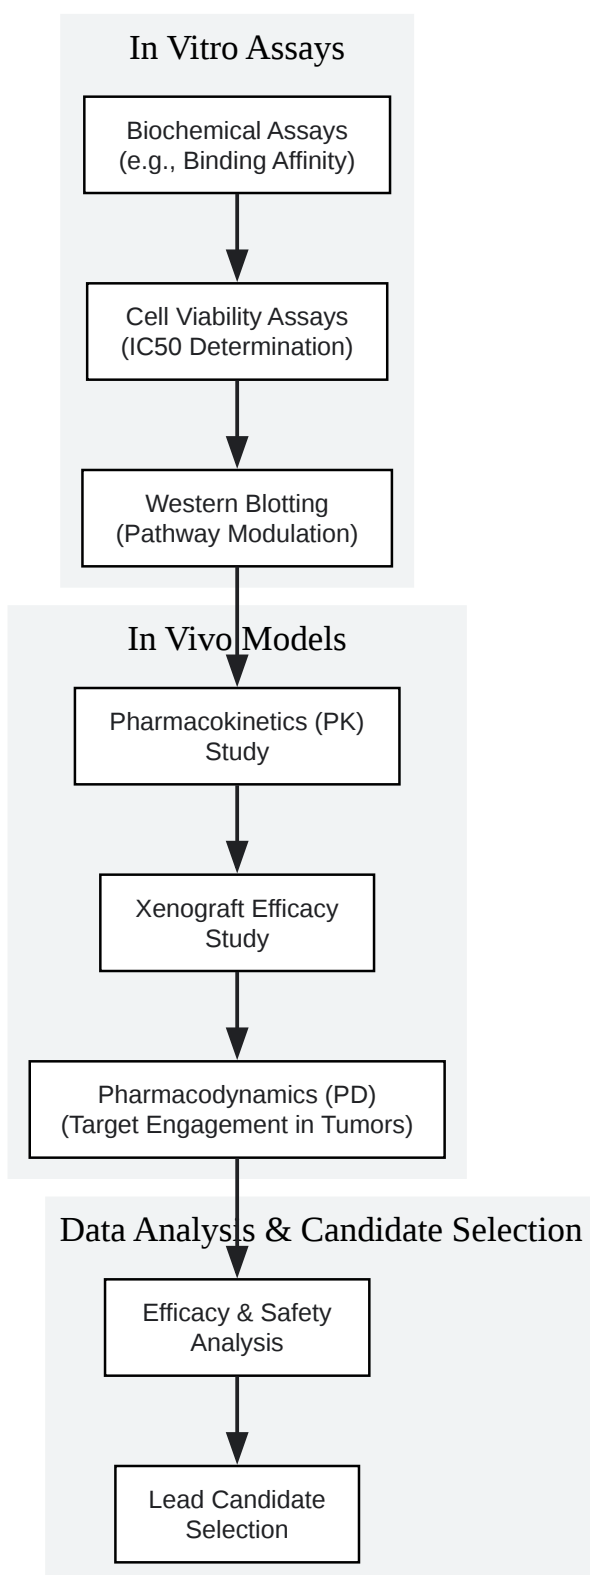 In Vitro Assays
Biochemical Assays
(e.g., Binding Affinity)
Cell Viability Assays
(IC50 Determination)
Western Blotting
(Pathway Modulation)
In Vivo Models
Pharmacokinetics (PK)
Study
Xenograft Efficacy
Study
Pharmacodynamics (PD)
(Target Engagement in Tumors)
Data Analysis & Candidate Selection
Efficacy & Safety
Analysis
Lead Candidate
Selection